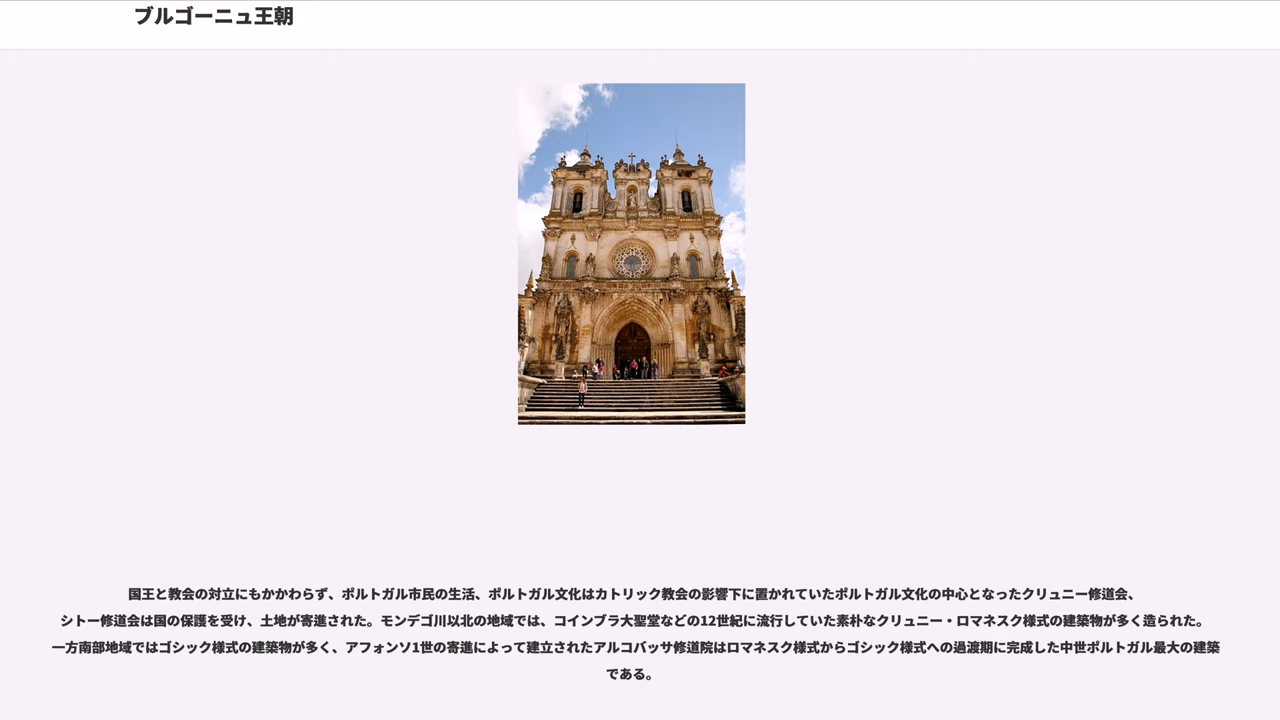 ブルゴーニュ王朝
国王と教会の対立にもかかわらず、ポルトガル市民の生活、ポルトガル文化はカトリック教会の影響下に置かれていたポルトガル文化の中心となったクリュニー修道会、
シトー修道会は国の保護を受け、土地が寄進された。モンデゴ川以北の地域では、コインブラ大聖堂などの12世紀に流行していた素朴なクリュニー・ロマネスク様式の建築物が多く造られた。
一方南部地域ではゴシック様式の建築物が多く、アフォンソ1世の寄進によって建立されたアルコバッサ修道院はロマネスク様式からゴシック様式への過渡期に完成した中世ポルトガル最大の建築
である。